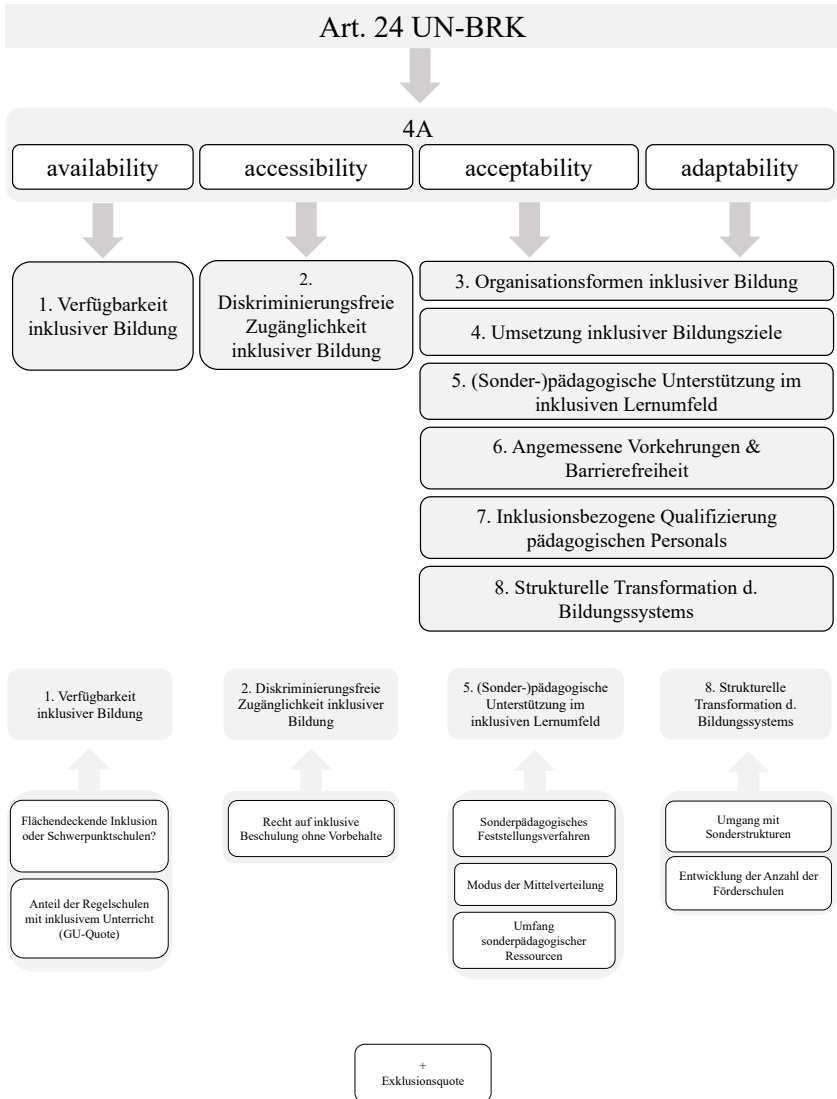 Art. 24 UN-BRK
4A
availability
accessibility
acceptability
adaptability
1. Verfügbarkeit
inklusiver Bildung
2.
Diskriminierungsfreie
Zugänglichkeit
inklusiver Bildung
3. Organisationsformen inklusiver Bildung
4. Umsetzung inklusiver Bildungsziele
5. (Sonder-)pädagogische Unterstützung im
inklusiven Lernumfeld
6. Angemessene Vorkehrungen &
Barrierefreiheit
7. Inklusionsbezogene Qualifizierung
pädagogischen Personals
8. Strukturelle Transformation d.
Bildungssystems
1. Verfügbarkeit
inklusiver Bildung
2. Diskriminierungsfreie
Zugänglichkeit inklusiver
Bildung
5. (Sonder-)pädagogische
Unterstützung im
inklusiven Lernumfeld
8. Strukturelle
Transformation d.
Bildungssystems
Flächendeckende Inklusion
oder Schwerpunktschulen?
Anteil der Regelschulen
mit inklusivem Unterricht
(GU-Quote)
Recht auf inklusive
Beschulung ohne Vorbehalte
Sonderpädagogisches
Feststellungsverfahren
Modus der Mittelverteilung
Umfang
sonderpädagogischer
Ressourcen
Umgang mit
Sonderstrukturen
Entwicklung der Anzahl der
Förderschulen
+
Exklusionsquote